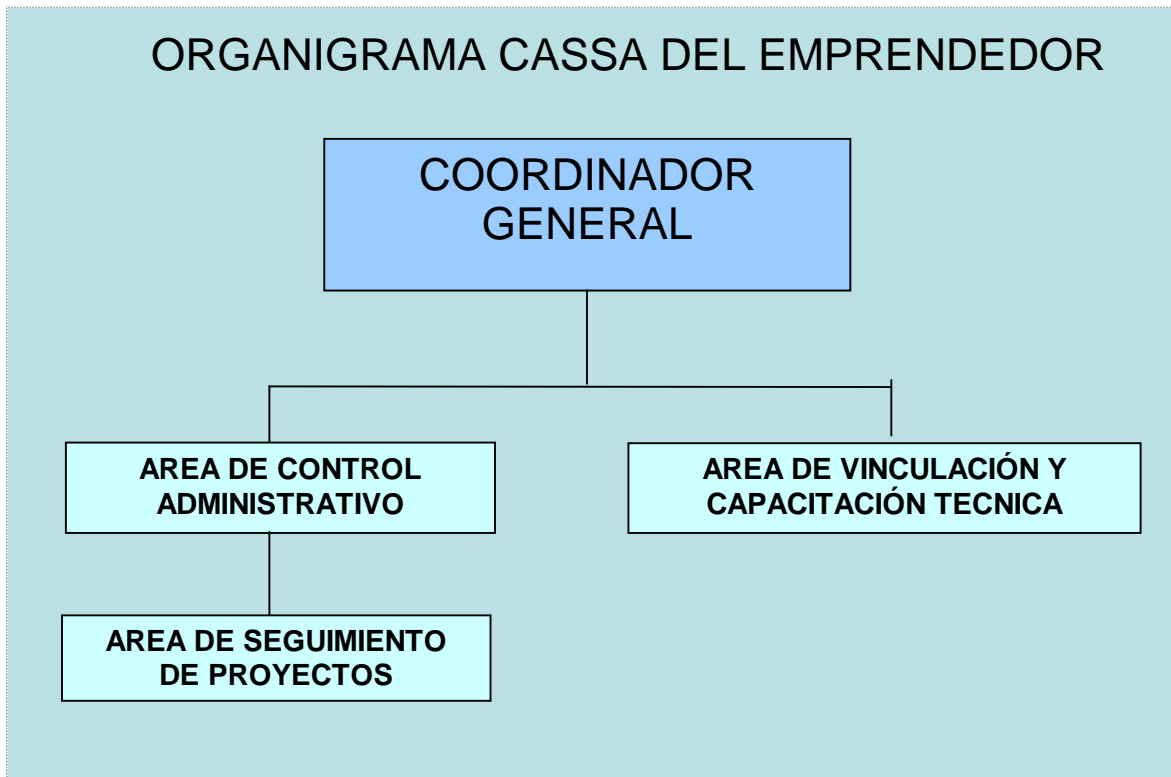 ORGANIGRAMA CASSA DEL EMPRENDEDOR
COORDINADOR
GENERAL
AREA DE CONTROL
ADMINISTRATIVO
AREA DE VINCULACIÓN Y
CAPACITACIÓN TECNICA
AREA DE SEGUIMIENTO
DE PROYECTOS